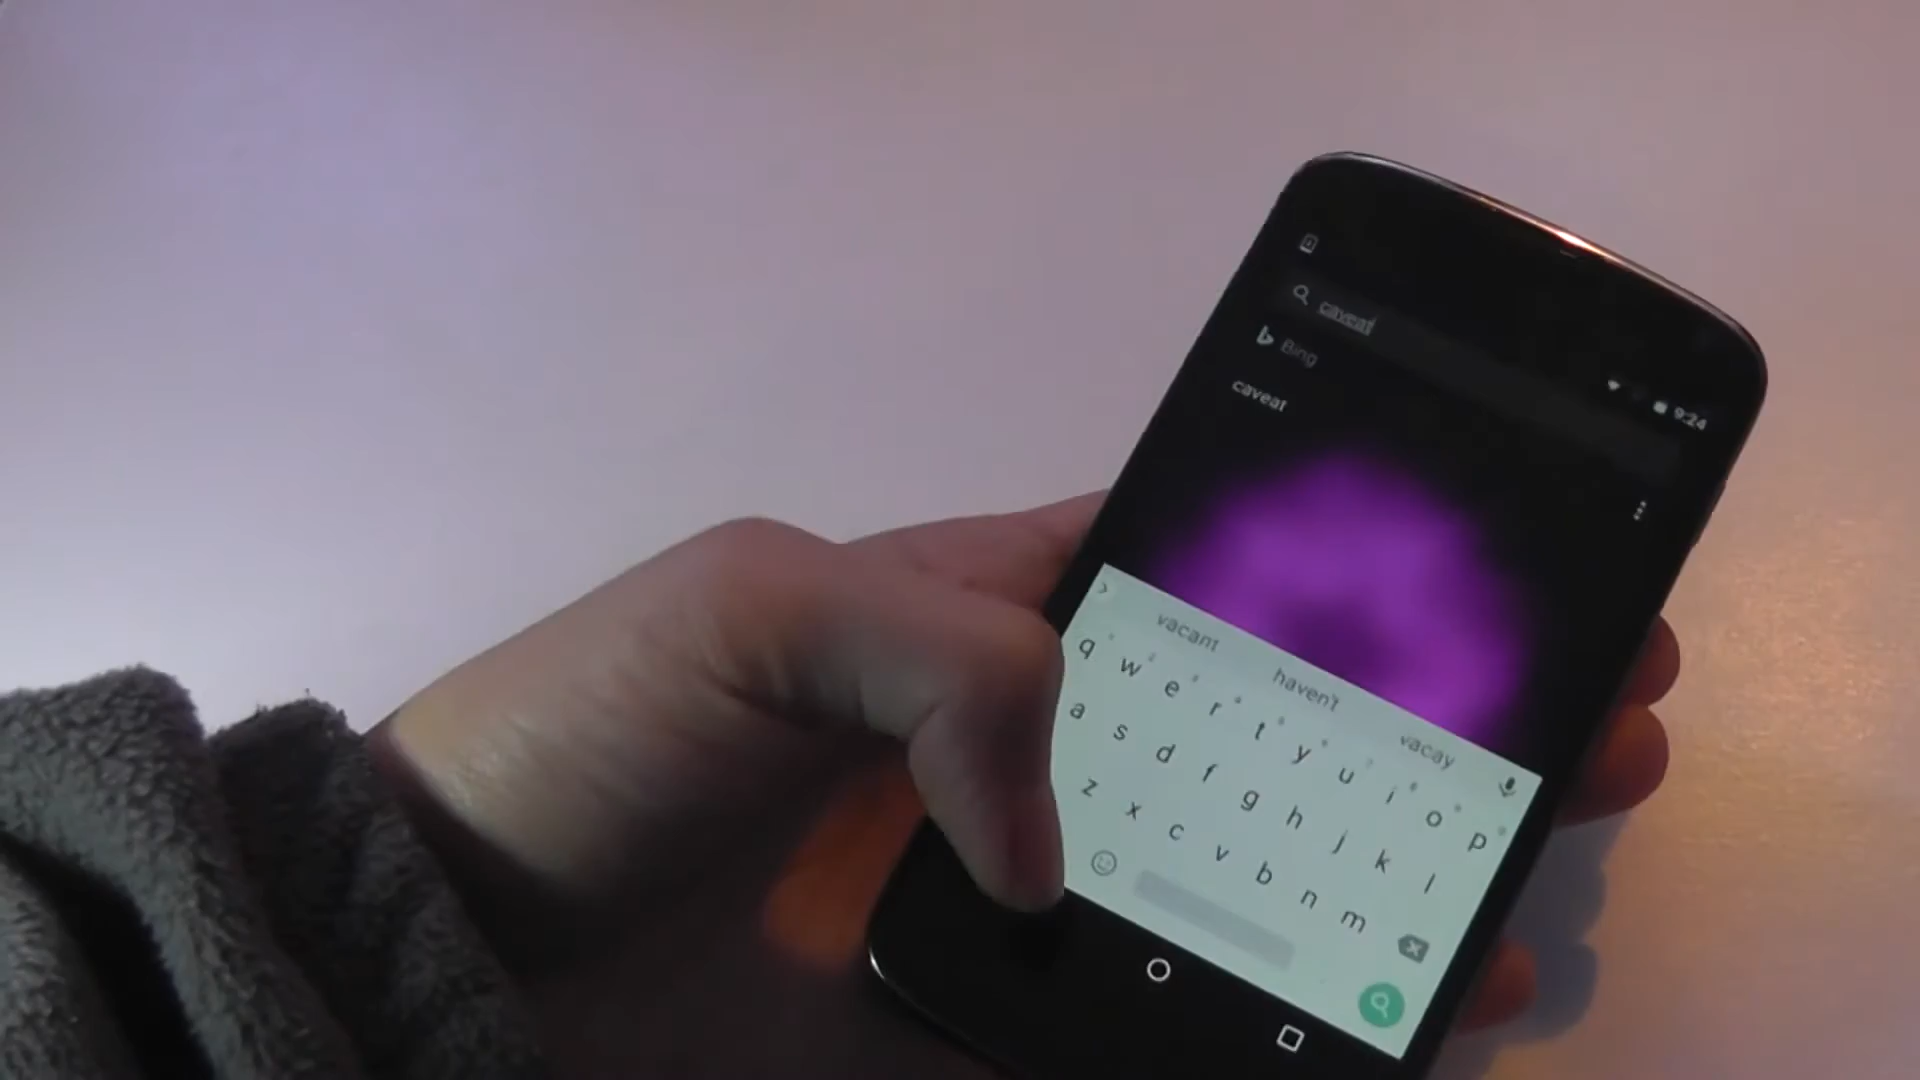 9:24
caveat
Bing
caveat
vacant haven't vacay
q w e r t y u i o p
a s d f g h j k l
z x c v b n m